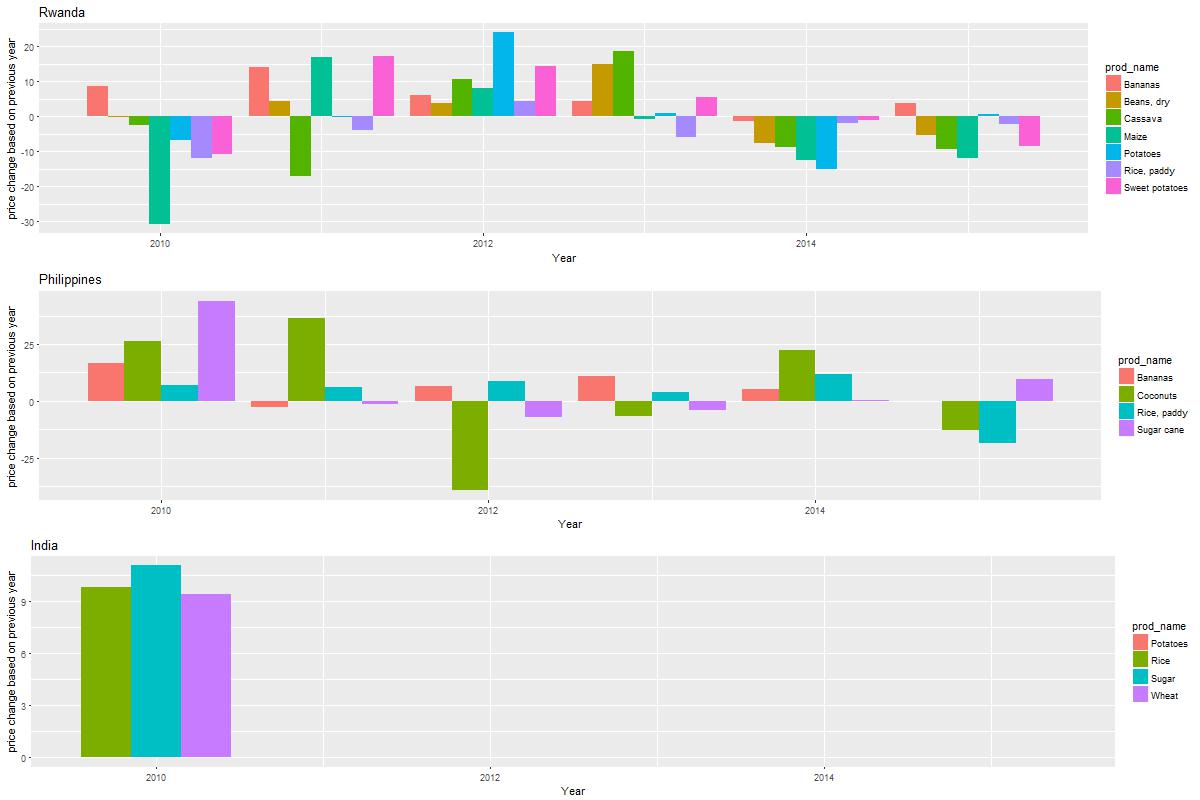 Rwanda
price change based on previous year
20
10
0
-10
-20
-30
2010
2012
2014
Year
prod_name
Bananas
Beans, dry
Cassava
Maize
Potatoes
Rice, paddy
Sweet potatoes
Philippines
price change based on previous year
25
0
-25
2010
2012
2014
Year
prod_name
Bananas
Coconuts
Rice, paddy
Sugar cane
India
price change based on previous year
9
6
3
0
2010
2012
2014
Year
prod_name
Potatoes
Rice
Sugar
Wheat